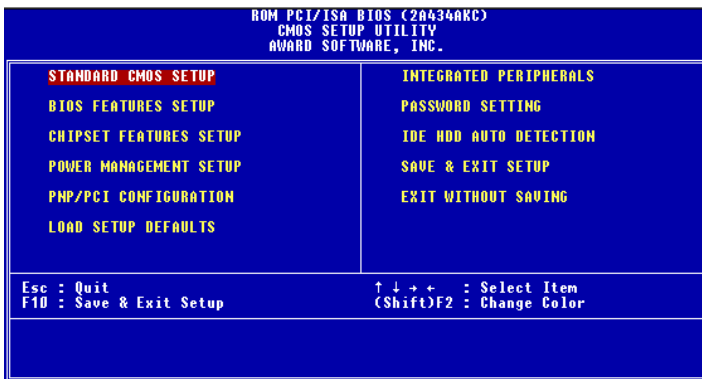 ROM PCI/ISA BIOS (2A434AKC)
CMOS SETUP UTILITY
AWARD SOFTWARE, INC.
STANDARD CMOS SETUP
BIOS FEATURES SETUP
CHIPSET FEATURES SETUP
POWER MANAGEMENT SETUP
PNP/PCI CONFIGURATION
LOAD SETUP DEFAULTS
INTEGRATED PERIPHERALS
PASSWORD SETTING
IDE HDD AUTO DETECTION
SAVE & EXIT SETUP
EXIT WITHOUT SAVING
Esc : Quit
F10 : Save & Exit Setup
↑ ↓ → ← : Select Item
(Shift)F2 : Change Color